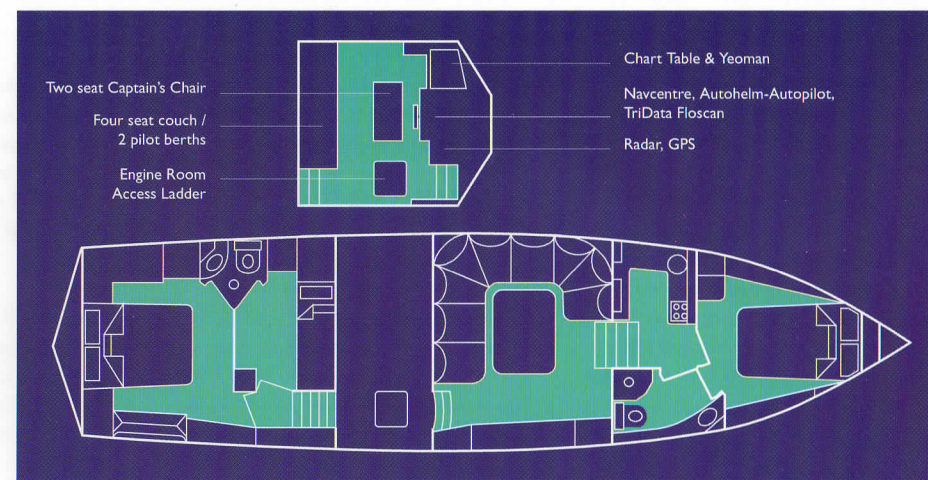 Two seat Captain's Chair
Four seat couch /
2 pilot berths
Engine Room
Access Ladder
Chart Table & Yeoman
Navcentre, Autohelm-Autopilot,
TriData Floscan
Radar, GPS